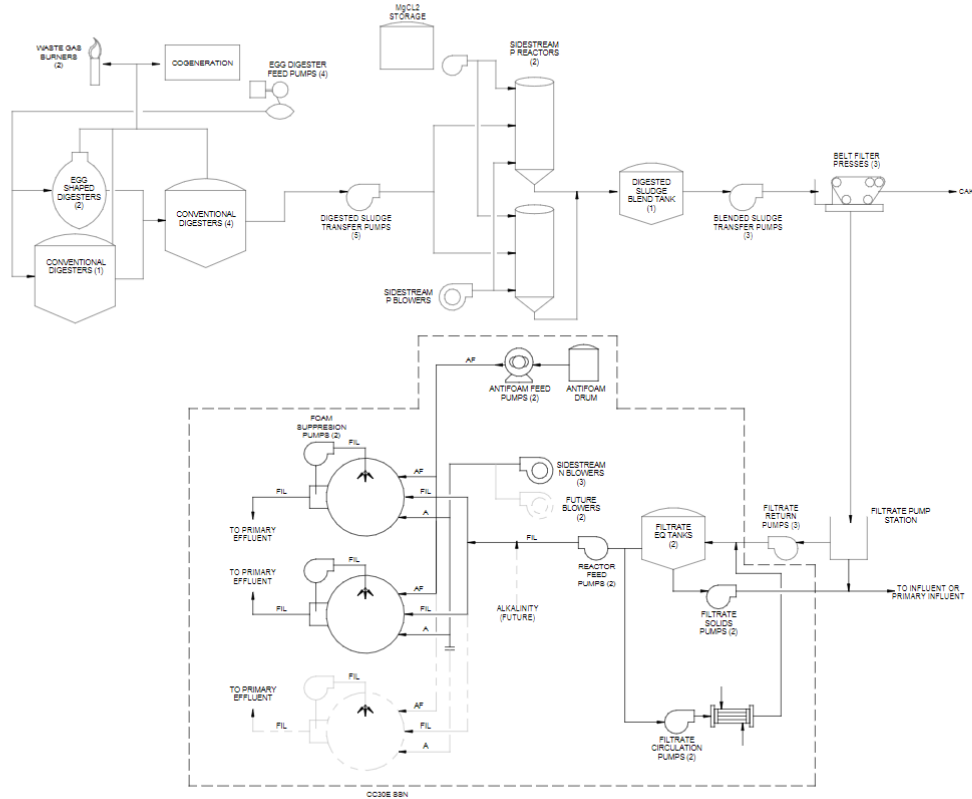 MgCL2
STORAGE
WASTE GAS
BURNERS
(2)
COGENERATION
EGG DIGESTER
FEED PUMPS (4)
SIDESTREAM
P REACTORS
(2)
EGG
SHAPED
DIGESTERS
(2)
CONVENTIONAL
DIGESTERS (4)
CONVENTIONAL
DIGESTERS (1)
DIGESTED SLUDGE
TRANSFER PUMPS
(5)
SIDESTREAM
P BLOWERS
DIGESTED
SLUDGE
BLEND TANK
(1)
BLENDED SLUDGE
TRANSFER PUMPS
(3)
BELT FILTER
PRESSES (3)
CAK
AF
ANTIFOAM FEED
PUMPS (2)
ANTIFOAM
DRUM
FOAM
SUPPRESION
PUMPS (2)
FIL
AF
FIL
A
FIL
TO PRIMARY
EFFLUENT
SIDESTREAM
N BLOWERS
(3)
FUTURE
BLOWERS
(2)
FIL
REACTOR
FEED
PUMPS (2)
FILTRATE
EQ TANKS
(2)
FILTRATE
RETURN
PUMPS (3)
FILTRATE PUMP
STATION
TO PRIMARY
EFFLUENT
FIL
AF
FIL
A
FIL
ALKALINITY
(FUTURE)
FILTRATE
SOLIDS
PUMPS (2)
TO INFLUENT OR
PRIMARY INFLUENT
TO PRIMARY
EFFLUENT
FIL
AF
FIL
A
FIL
FILTRATE
CIRCULATION
PUMPS (2)
CC30E BBN